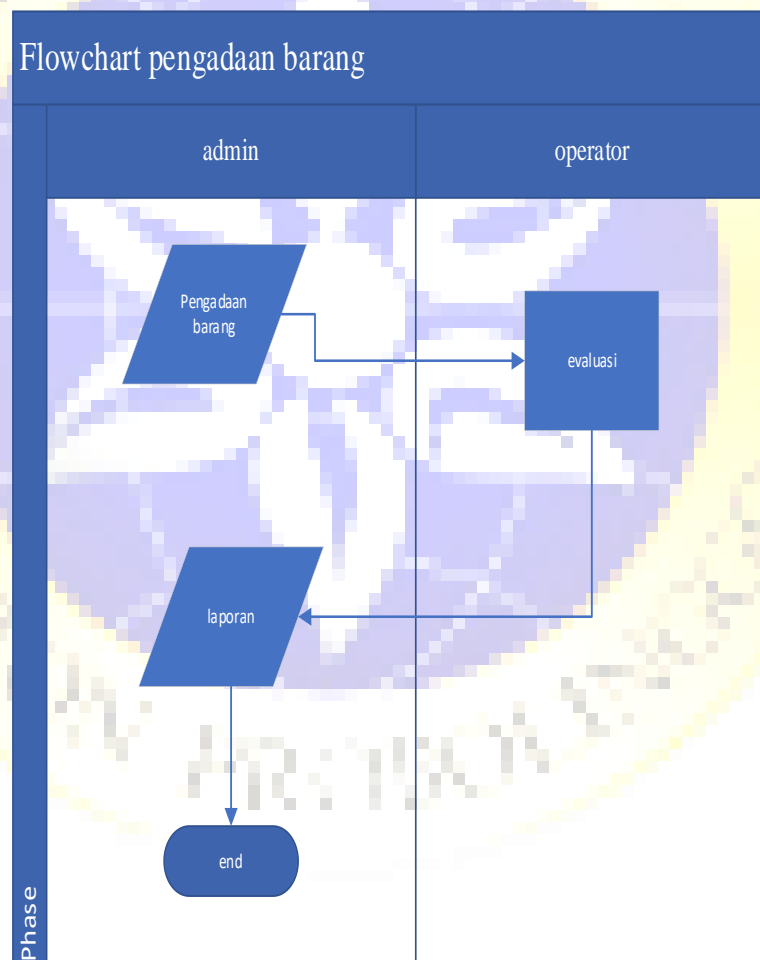 Flowchart pengadaan barang
admin
operator
Pengadaan
barang
evaluasi
laporan
end
Phase